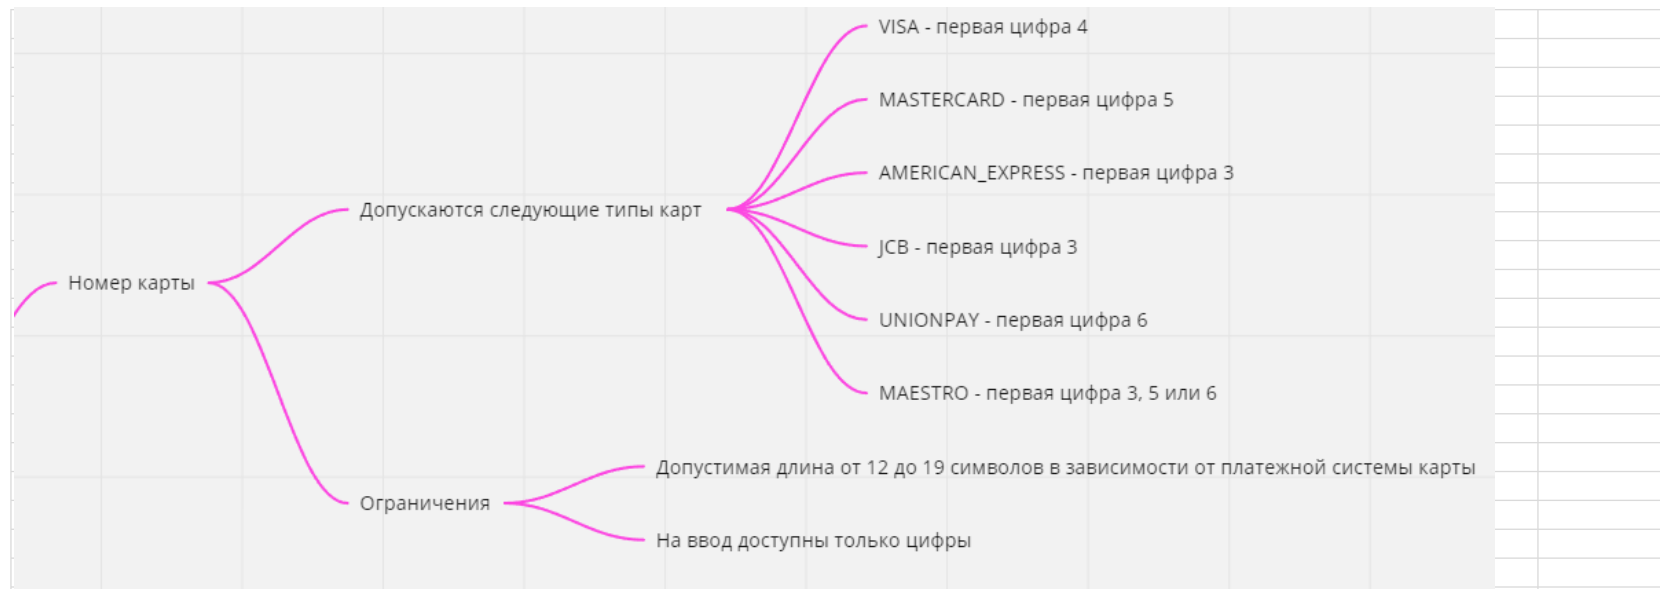 VISA - первая цифра 4
MASTERCARD - первая цифра 5
AMERICAN_EXPRESS - первая цифра 3
Допускаются следующие типы карт
JCB - первая цифра 3
Номер карты
UNIONPAY - первая цифра 6
MAESTRO - первая цифра 3, 5 или 6
Допустимая длина от 12 до 19 символов в зависимости от платежной системы карты
Ограничения
На ввод доступны только цифры